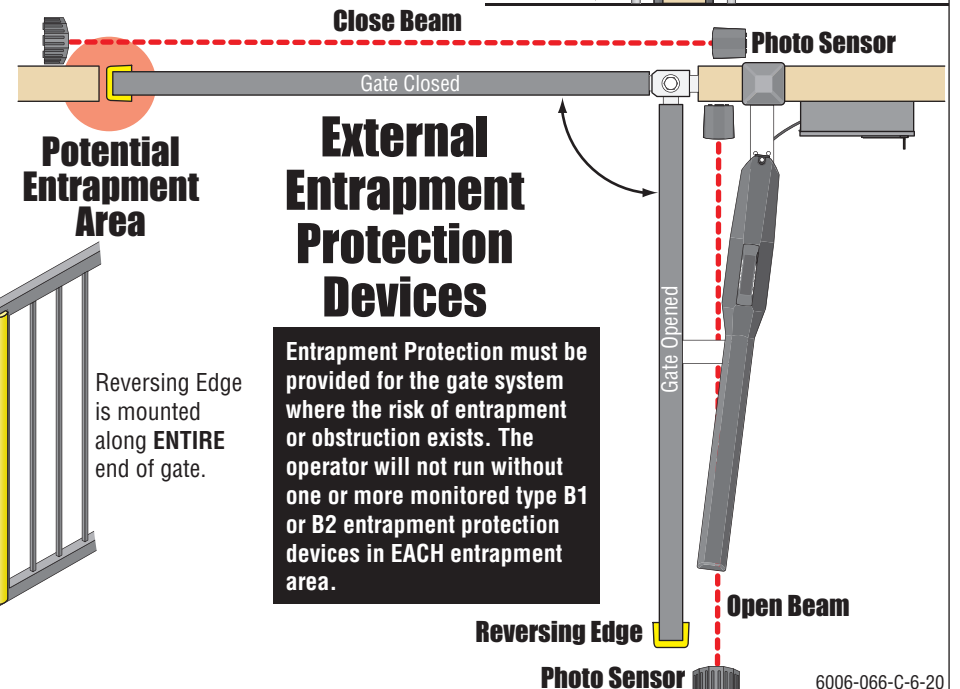 Close Beam
Photo Sensor
Gate Closed
Potential
Entrapment
Area
External
Entrapment
Protection
Devices
Reversing Edge
is mounted
along ENTIRE
end of gate.
Entrapment Protection must be
provided for the gate system
where the risk of entrapment
or obstruction exists. The
operator will not run without
one or more monitored type B1
or B2 entrapment protection
devices in EACH entrapment
area.
Gate Opened
Open Beam
Reversing Edge
Photo Sensor
6006-066-C-6-20